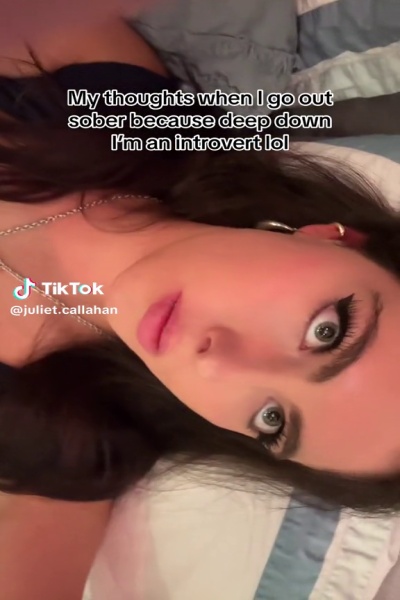 My thoughts when I go out
sober because deep down
I'm an introvert lol
TikTok
@juliet.callahan